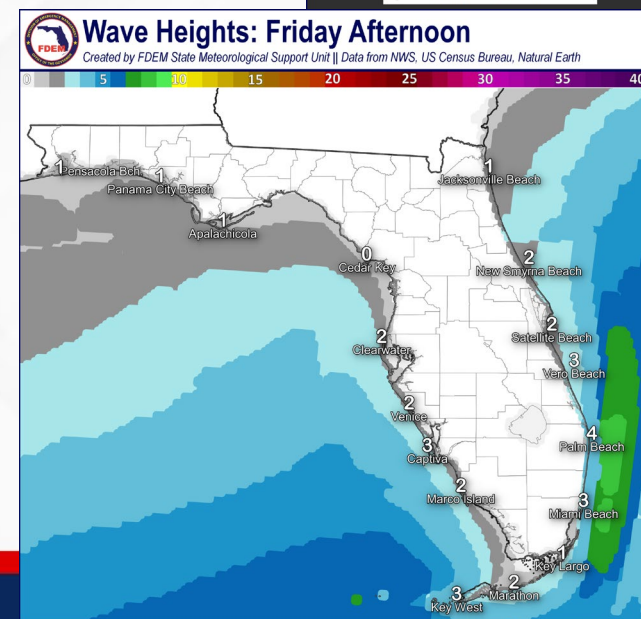 FDEM
Wave Heights: Friday Afternoon
Created by FDEM State Meteorological Support Unit || Data from NWS, US Census Bureau, Natural Earth
0 5 10 15 20 25 30 35 40
1
Pensacola Bch.
1
Panama City Beach
1
Apalachicola
1
Jacksonville Beach
0
Cedar Key
2
New Smyrna Beach
2
Clearwater
2
Satellite Beach
3
Vero Beach
2
Venice
3
Captiva
4
Palm Beach
2
Marco Island
3
Miami Beach
1
Key Largo
2
Marathon
3
Key West